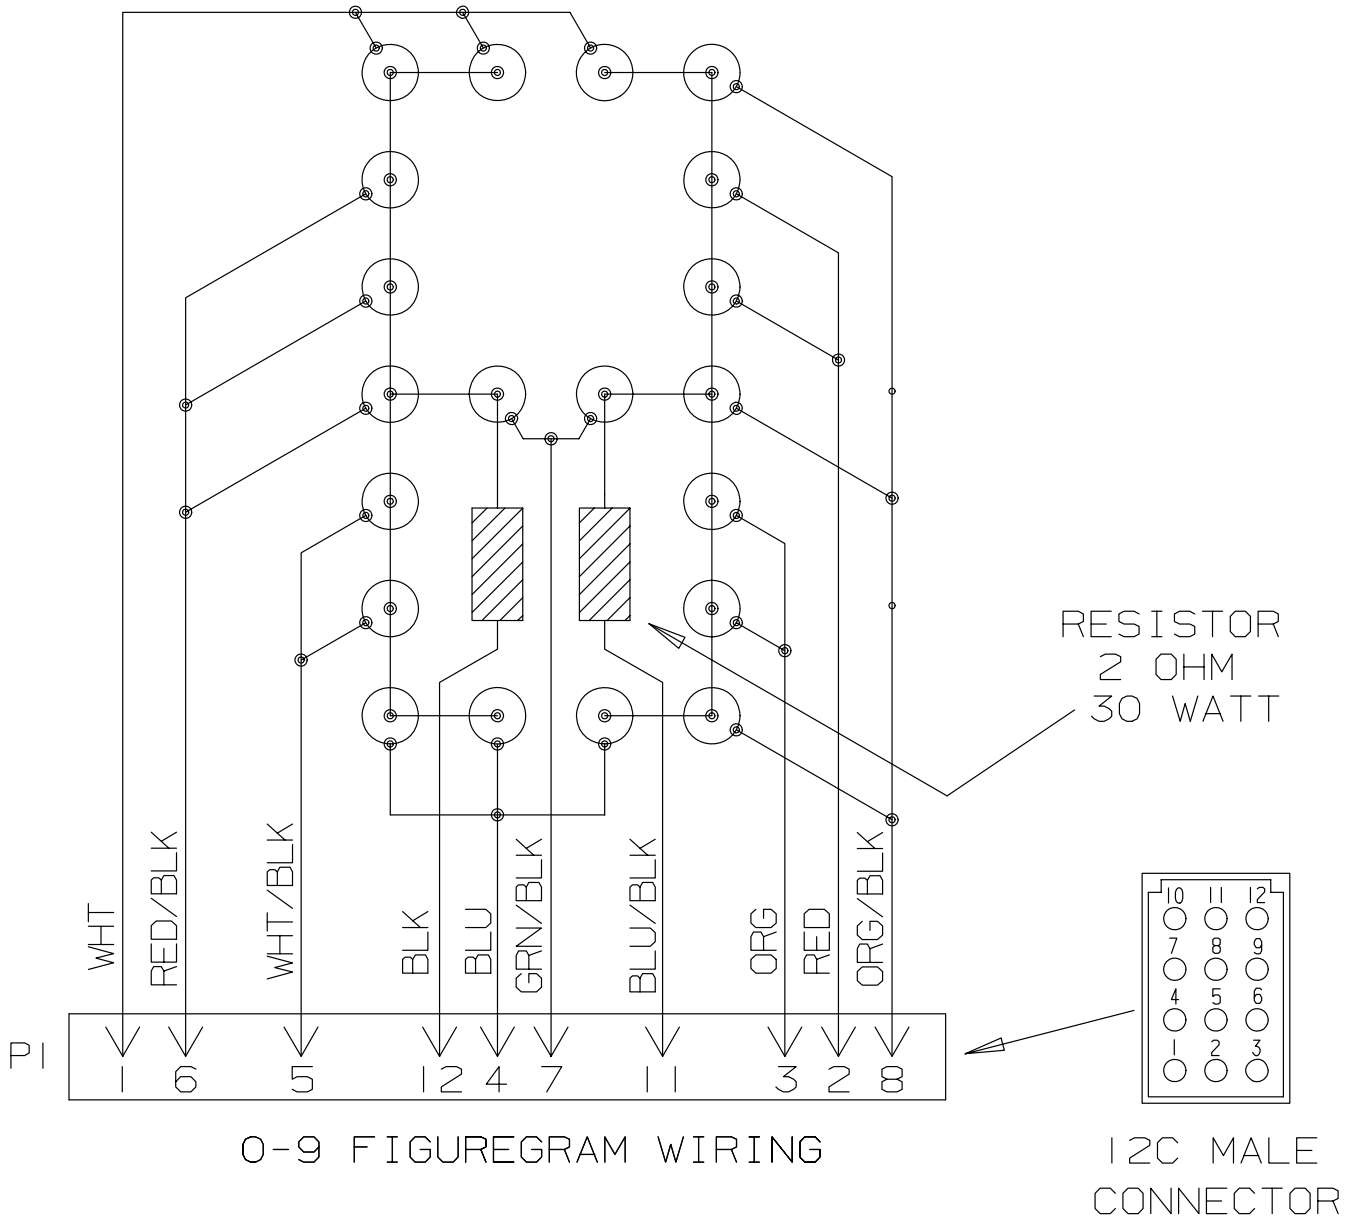 RESISTOR
2 OHM
30 WATT
WHT
RED/BLK
WHT/BLK
BLK
BLU
GRN/BLK
BLU/BLK
ORG
RED
ORG/BLK
10 11 12
7 8 9
4 5 6
1 2 3
P1
1 6 5 12 4 7 11 3 2 8
0-9 FIGUREGRAM WIRING
12C MALE
CONNECTOR